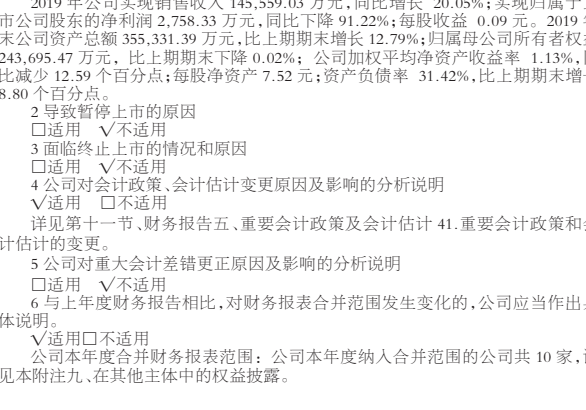 2019 年公司实现销售收入 145,559.03 万元,同比增长 20.05%;实现归属于
市公司股东的净利润 2,758.33 万元,同比下降 91.22%;每股收益 0.09 元。2019
末公司资产总额 355,331.39 万元,比上期期末增长 12.79%;归属母公司所有者权
243,695.47 万元, 比上期期末下降 0.02%; 公司加权平均净资产收益率 1.13%,
比减少 12.59 个百分点;每股净资产 7.52 元;资产负债率 31.42%,比上期期末增
8.80 个百分点。
2 导致暂停上市的原因
□适用 √不适用
3 面临终止上市的情况和原因
□适用 √不适用
4 公司对会计政策、会计估计变更原因及影响的分析说明
√适用 □不适用
详见第十一节、财务报告五、重要会计政策及会计估计 41.重要会计政策和
计估计的变更。
5 公司对重大会计差错更正原因及影响的分析说明
□适用 √不适用
6 与上年度财务报告相比,对财务报表合并范围发生变化的,公司应当作出
体说明。
√适用□不适用
公司本年度合并财务报表范围: 公司本年度纳入合并范围的公司共 10 家,
见本附注九、在其他主体中的权益披露。